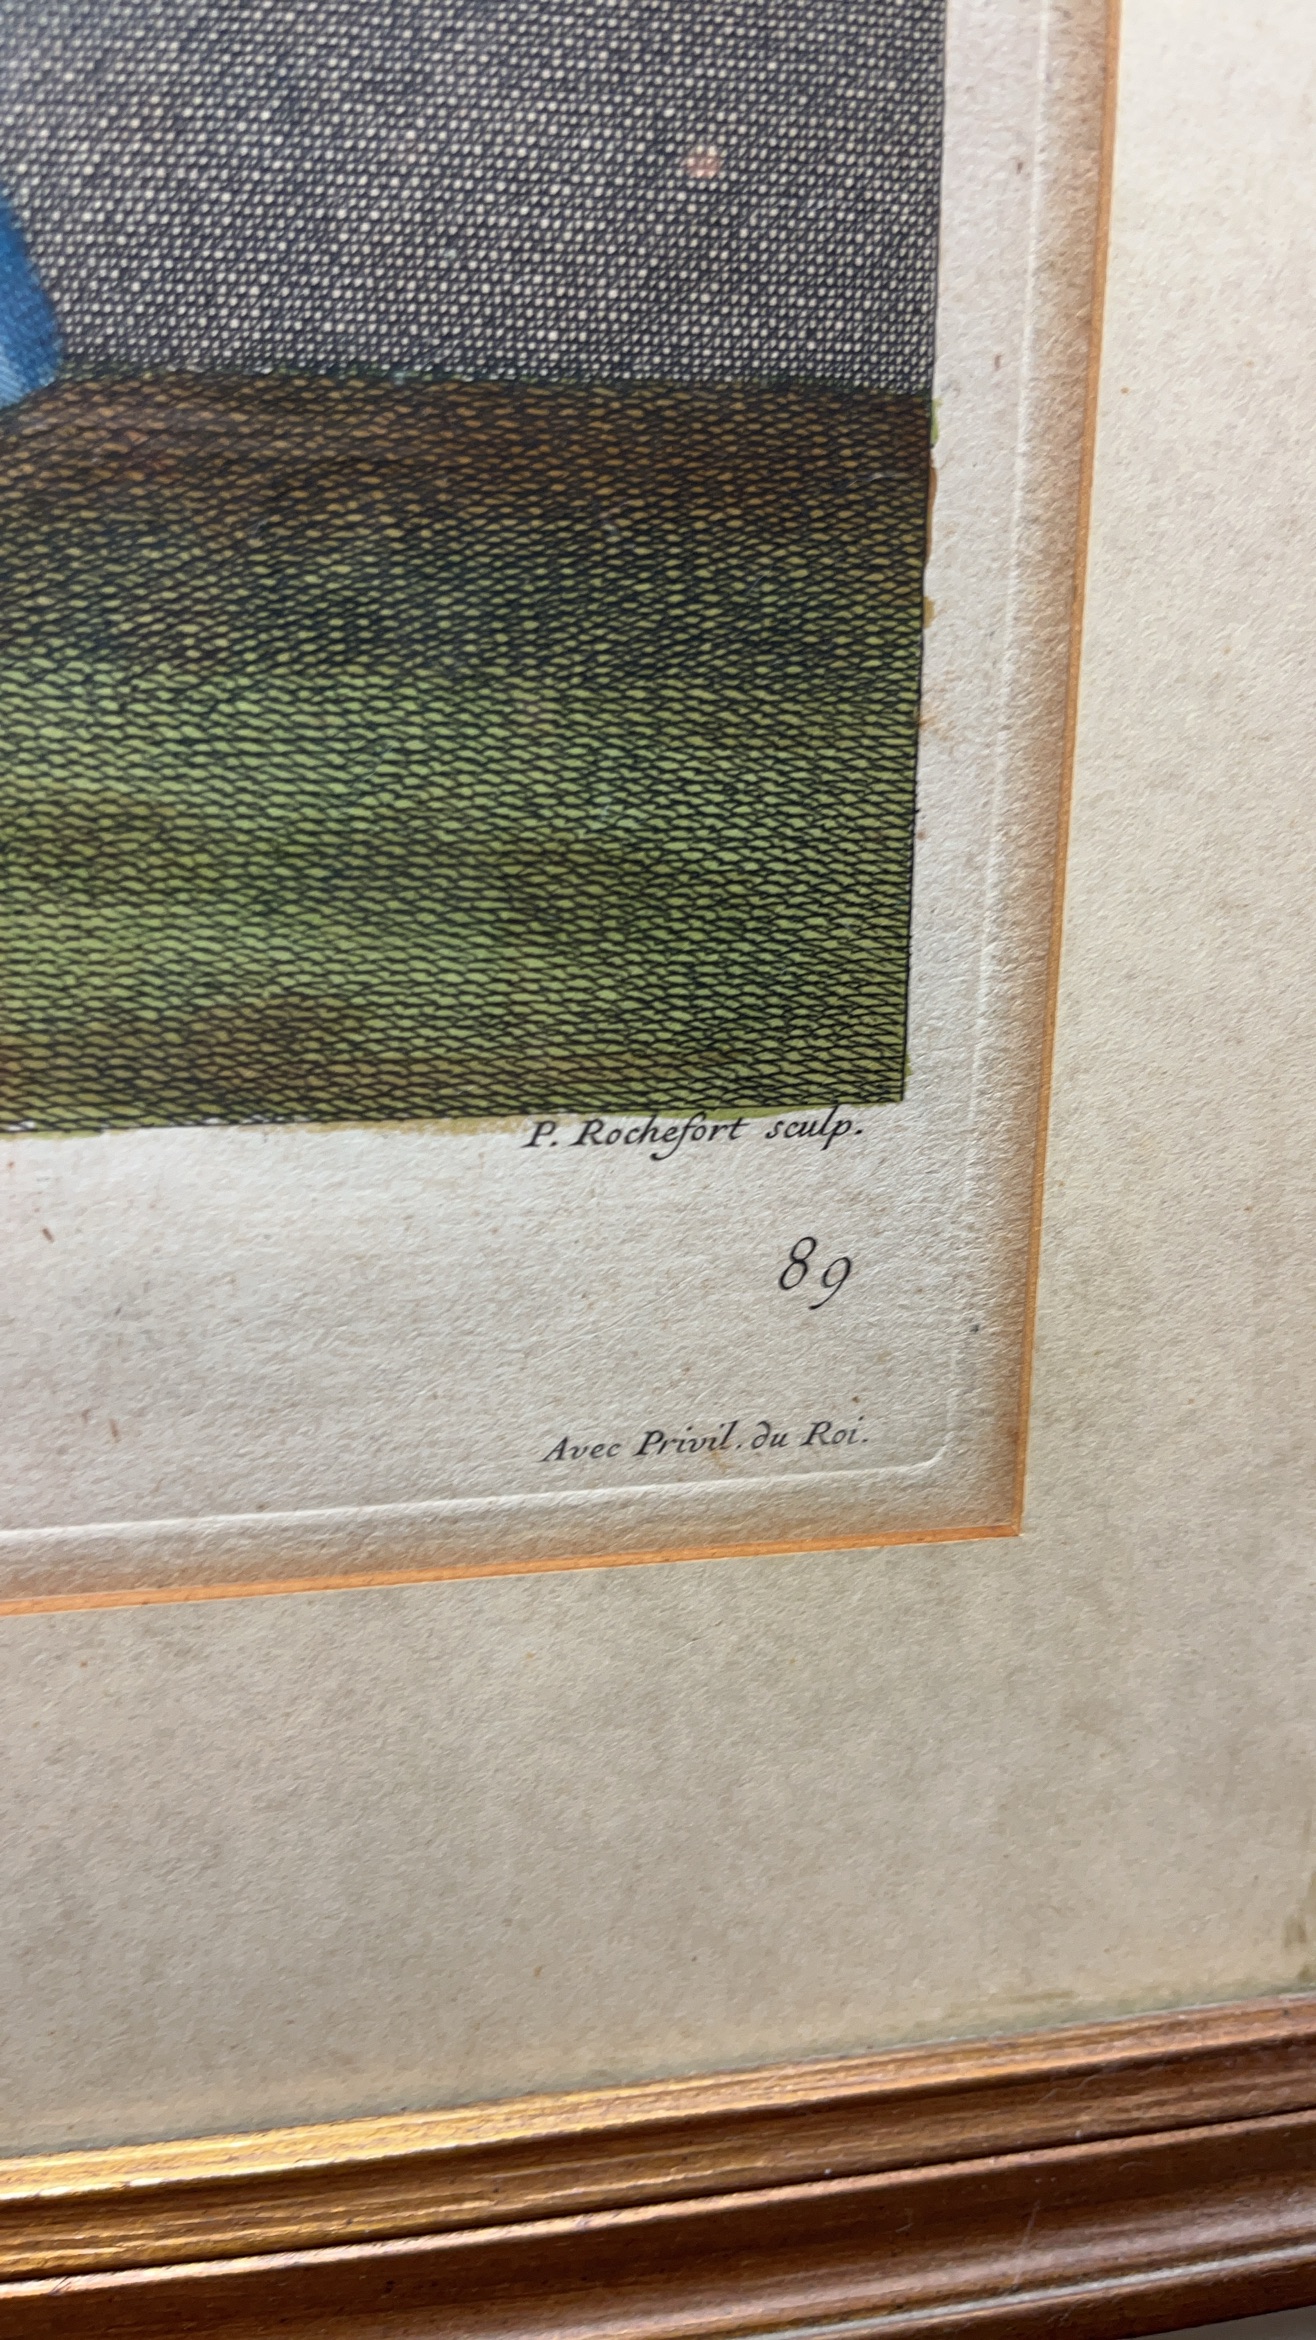 P. Rochefort sculp.
89
Avec Privil. du Roi.